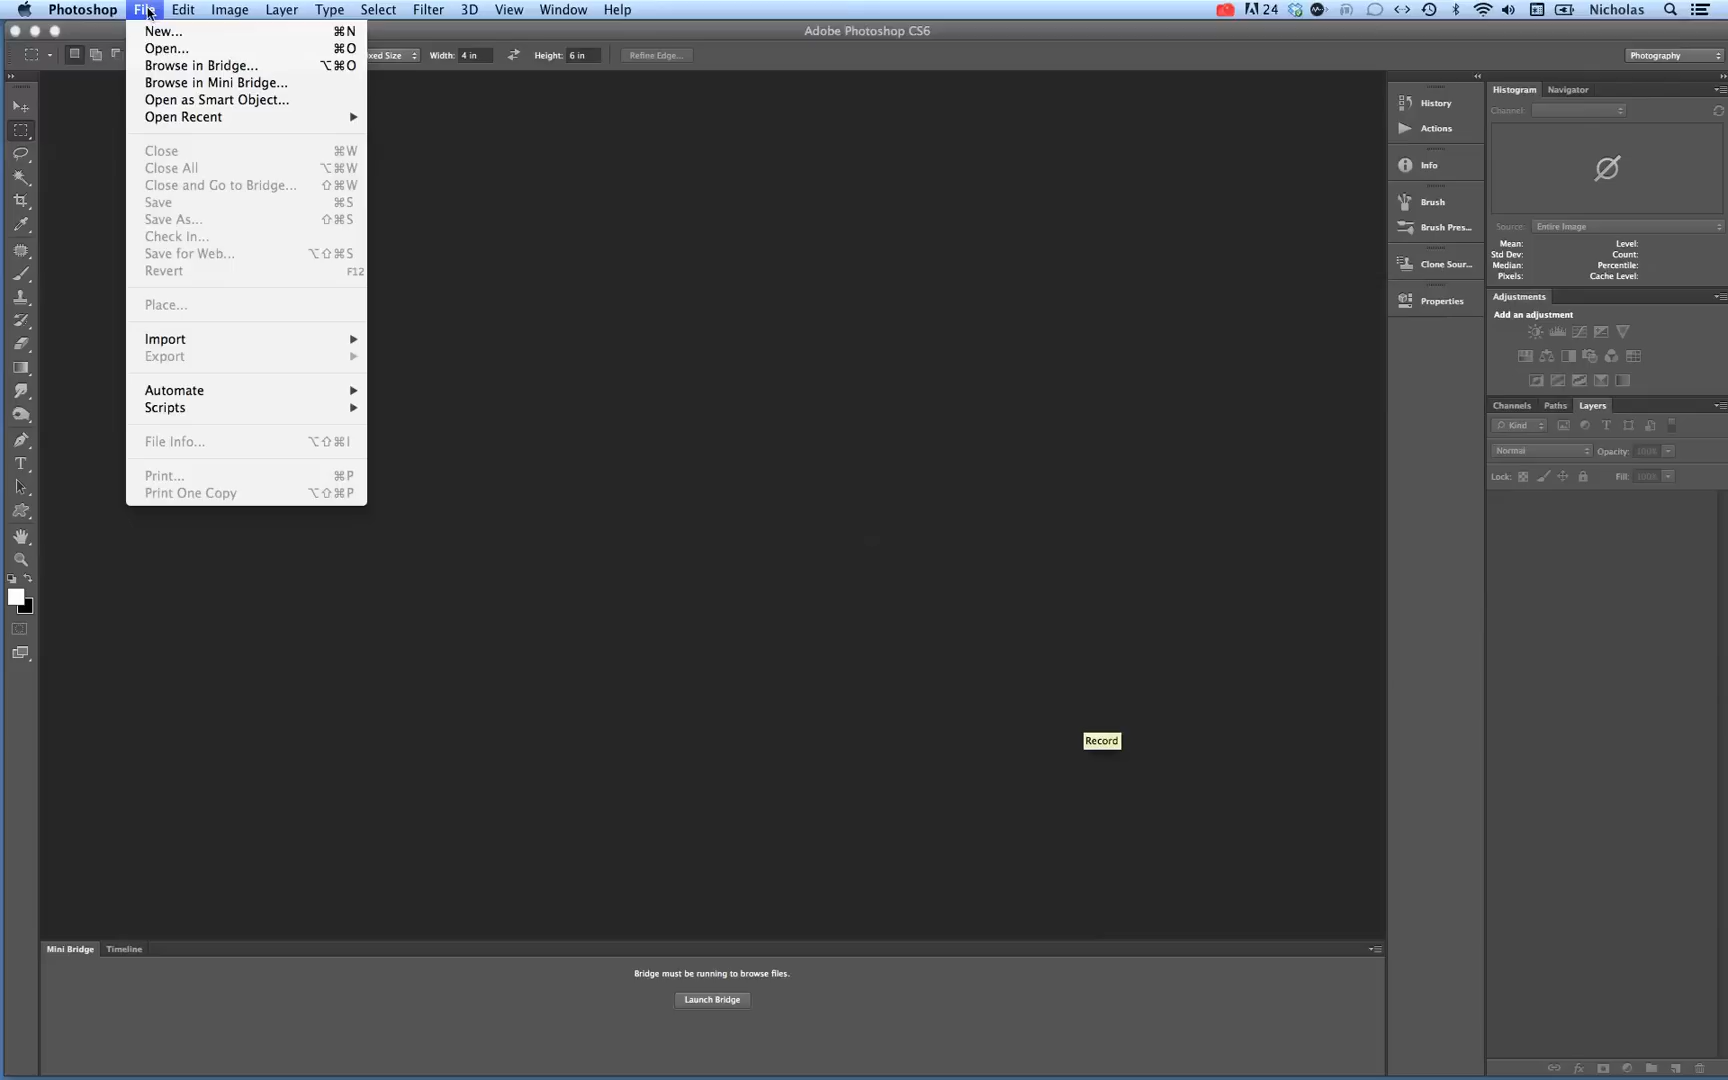 Photoshop File Edit Image Layer Type Select Filter 3D View Window Help 24 Nicholas
Adobe Photoshop CS6
Width: 4 in Height: 6 in Refine Edge... Photography
New... ⌘N
Open... ⌘O
Browse in Bridge... ⌥⌘O
Browse in Mini Bridge...
Open as Smart Object...
Open Recent
Close ⌘W
Close All ⌥⌘W
Close and Go to Bridge... ⇧⌘W
Save ⌘S
Save As... ⇧⌘S
Check In...
Save for Web... ⌥⇧⌘S
Revert F12
Place...
Import
Export
Automate
Scripts
File Info... ⌥⇧⌘I
Print... ⌘P
Print One Copy ⌥⇧⌘P
Record
Mini Bridge Timeline
Bridge must be running to browse files.
Launch Bridge
History
Actions
Info
Brush
Brush Pres...
Clone Sour...
Properties
Histogram Navigator
Channel:
Source: Entire Image
Mean: Level:
Std Dev: Count:
Median: Percentile:
Pixels: Cache Level:
Adjustments
Add an adjustment
Channels Paths Layers
Kind
Normal Opacity: 100%
Lock: Fill: 100%